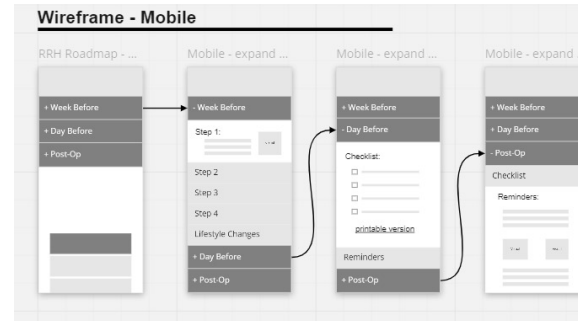 Wireframe - Mobile
RRH Roadmap - ...
+ Week Before
+ Day Before
+ Post-Op
Mobile - expand ...
- Week Before
Step 1:
Step 2
Step 3
Step 4
Lifestyle Changes
+ Day Before
+ Post-Op
Mobile - expand ...
+ Week Before
- Day Before
Checklist:
printable version
Reminders
+ Post-Op
Mobile - expand
+ Week Before
+ Day Before
- Post-Op
Checklist
Reminders: